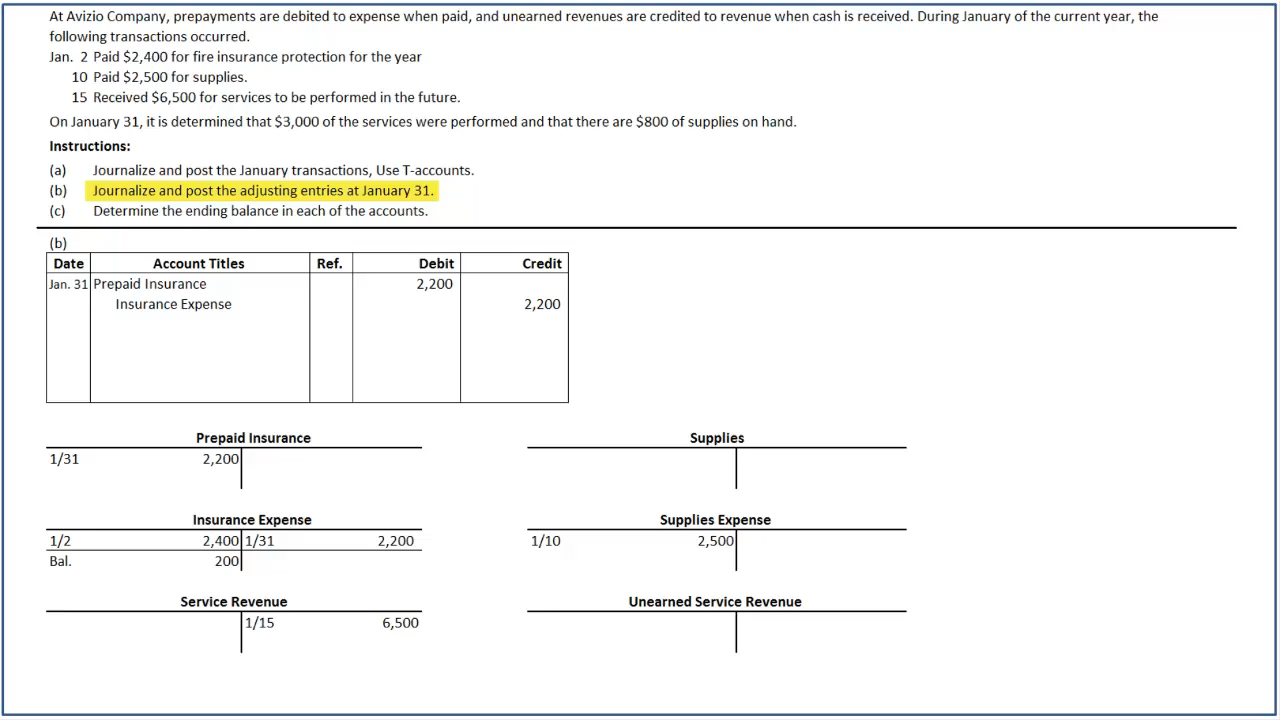 At Avizio Company, prepayments are debited to expense when paid, and unearned revenues are credited to revenue when cash is received. During January of the current year, the
following transactions occurred.
Jan. 2 Paid $2,400 for fire insurance protection for the year
10 Paid $2,500 for supplies.
15 Received $6,500 for services to be performed in the future.
On January 31, it is determined that $3,000 of the services were performed and that there are $800 of supplies on hand.
Instructions:
(a) Journalize and post the January transactions, Use T-accounts.
(b) Journalize and post the adjusting entries at January 31.
(c) Determine the ending balance in each of the accounts.
(b)
Date Account Titles Ref. Debit Credit
Jan. 31 Prepaid Insurance 2,200
Insurance Expense 2,200
Prepaid Insurance Supplies
1/31 2,200
Insurance Expense Supplies Expense
1/2 2,400 1/31 2,200 1/10 2,500
Bal. 200
Service Revenue Unearned Service Revenue
1/15 6,500